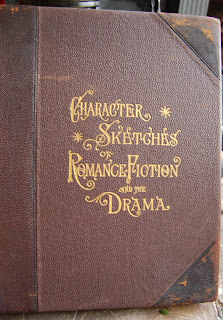 CHARACTER
SKETCHES
OF
ROMANCE FICTION
AND THE
DRAMA